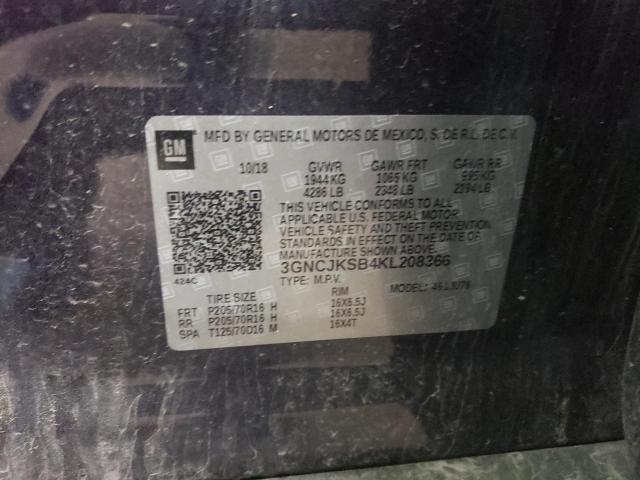 GM
MFD BY GENERAL MOTORS DE MEXICO, S. DE R.L. DE C.V.
10/18 GVWR GAWR FRT GAWR RR
1944 KG 1065 KG 995 KG
4286 LB 2348 LB 2194 LB
THIS VEHICLE CONFORMS TO ALL
APPLICABLE U.S. FEDERAL MOTOR
VEHICLE SAFETY AND THEFT
PREVENTION STANDARDS IN EFFECT
ON THE DATE OF
MANUFACTURE SHOWN ABOVE.
424C 3GNCJKSB4KL208366
TYPE: M.P.V. MODEL:
TIRE SIZE RIM
FRT P205/70R16 H 16X6.5J
RR P205/70R16 H 16X6.5J
SPA T125/70D16 M 16X4T